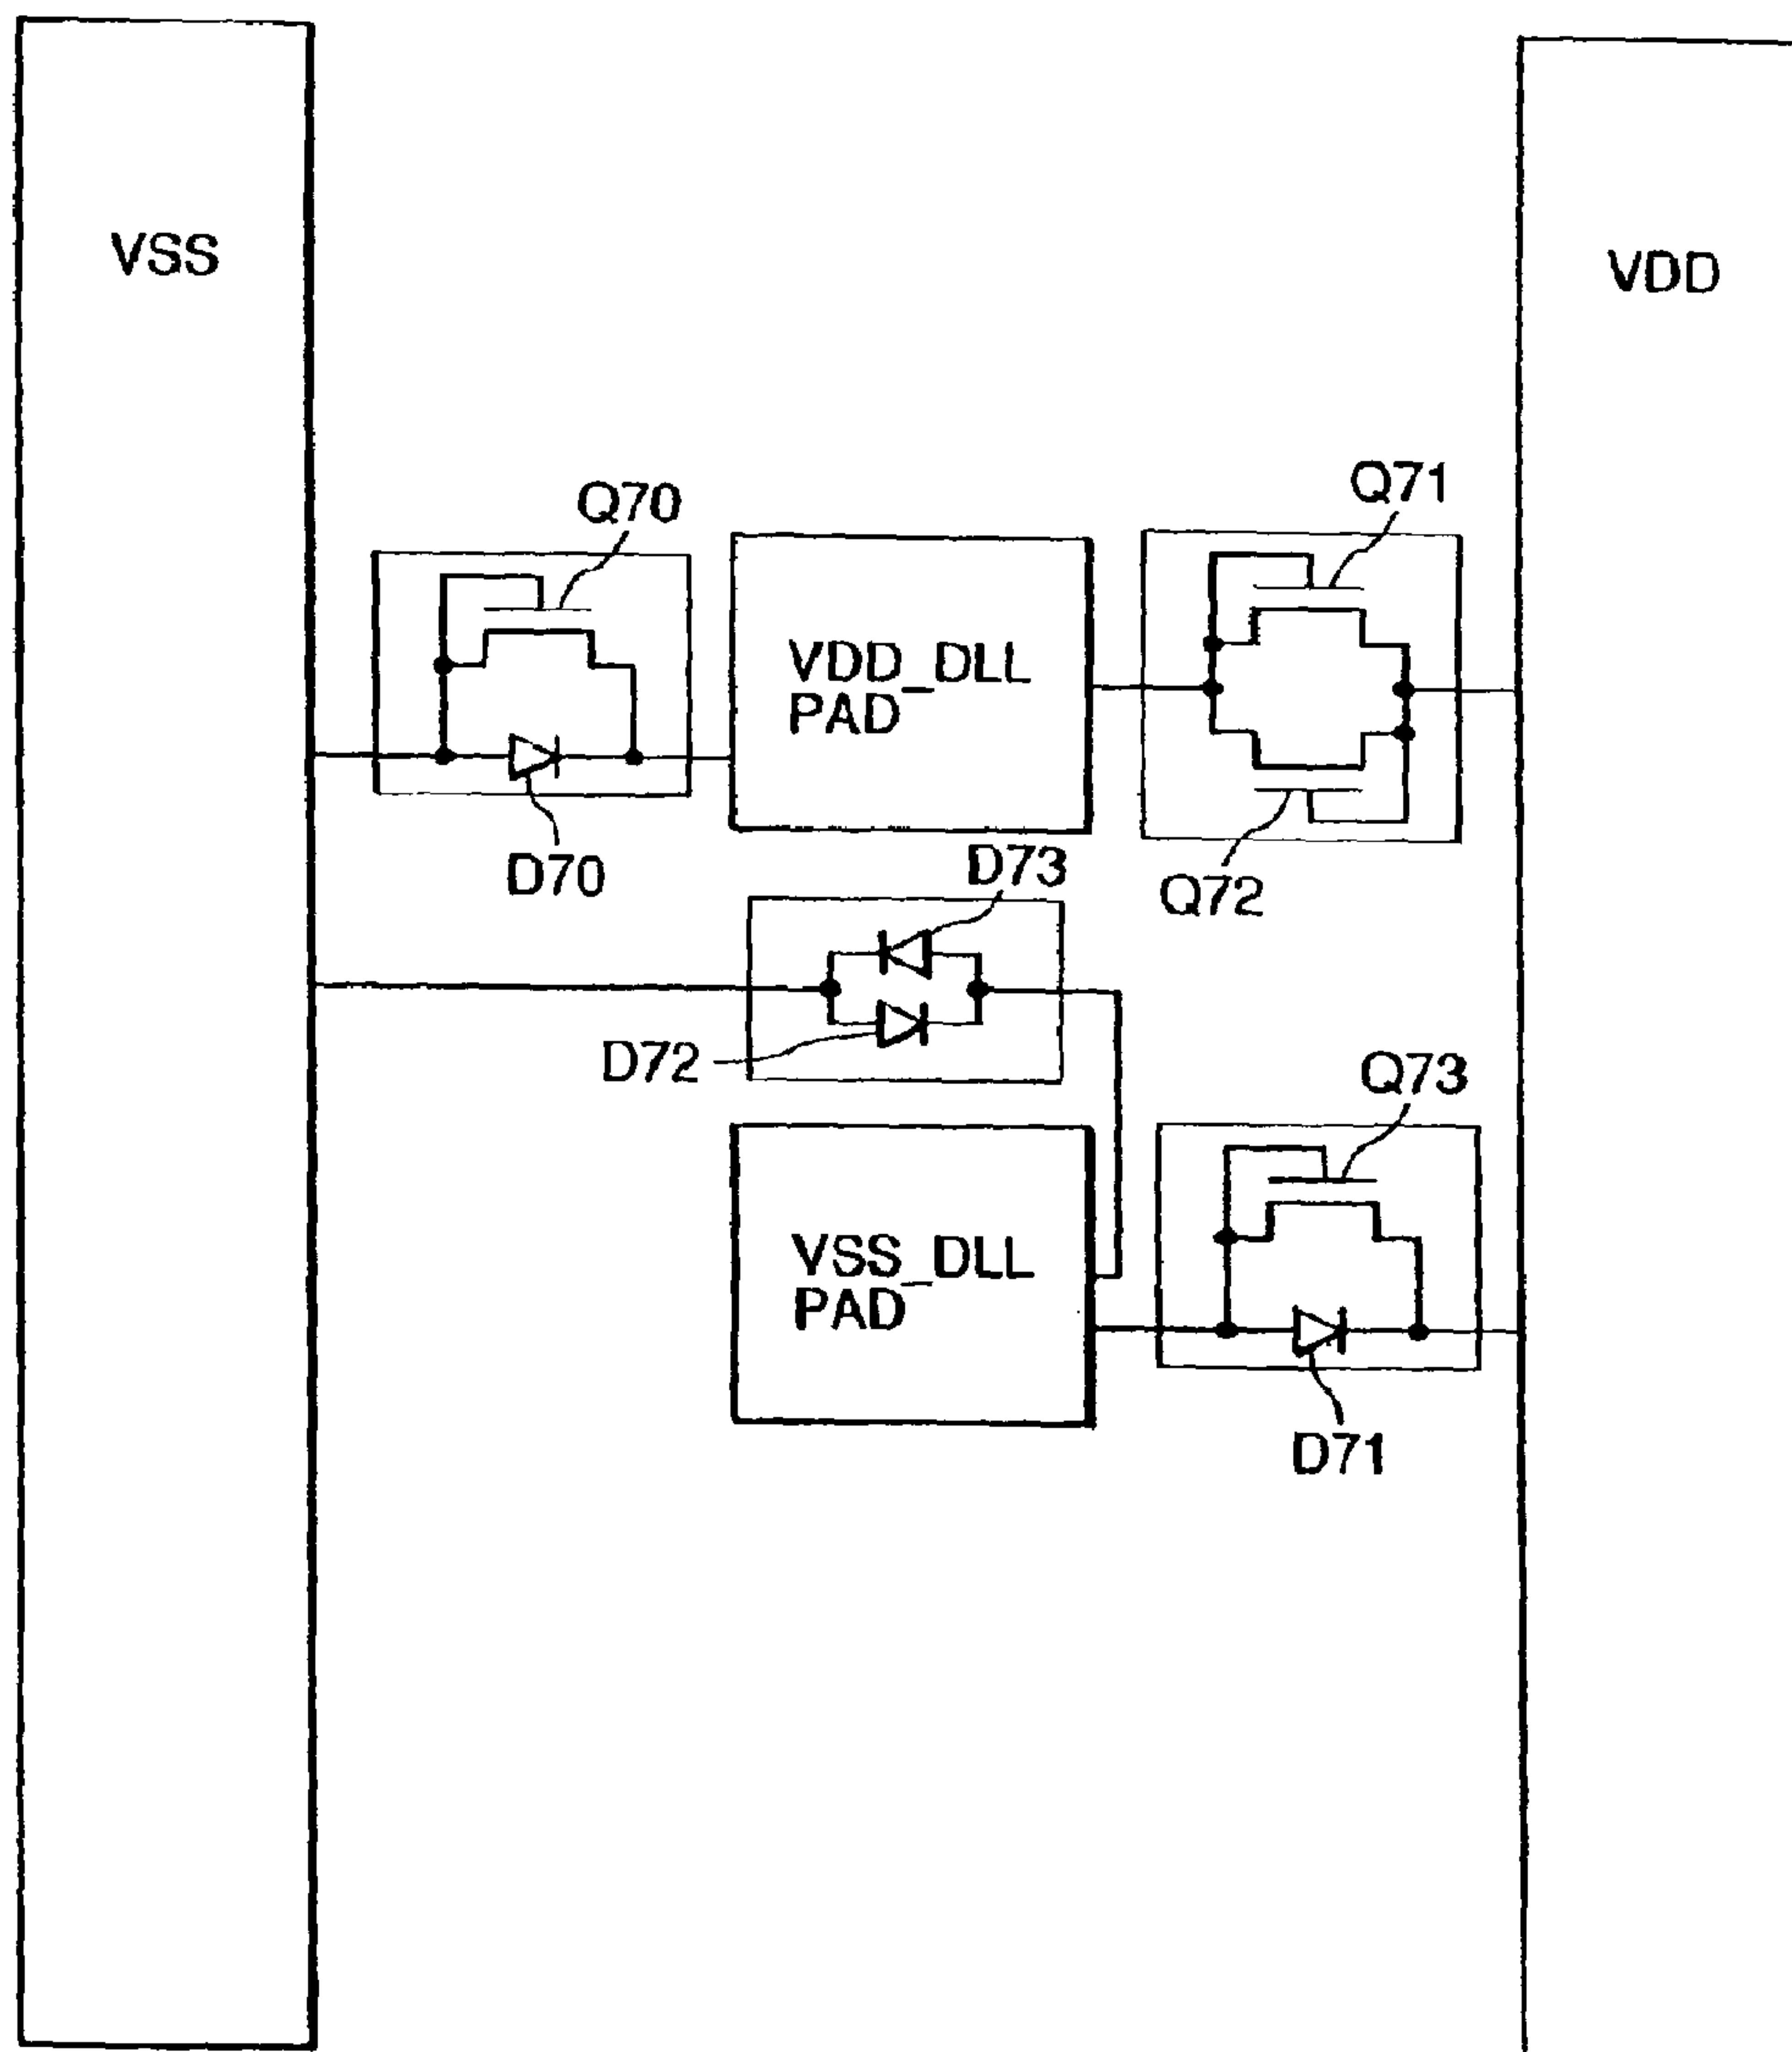 VSS
VDD
Q71
Q70
VDD_DLL
PAD
D70
D73
Q72
D72
Q73
VSS_DLL
PAD
D71